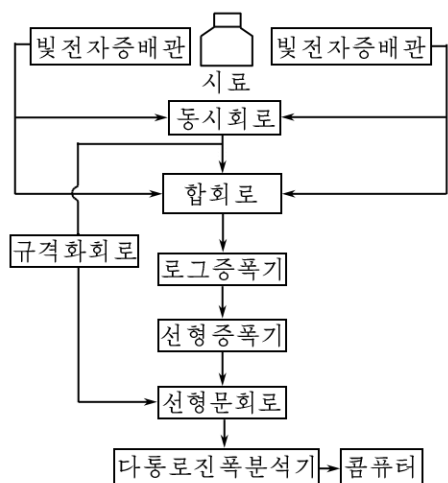 빛전자증배관
빛전자증배관
시료
동시회로
합회로
규격화회로
로그증폭기
선형증폭기
선형문회로
다통로진폭분석기
콤퓨터